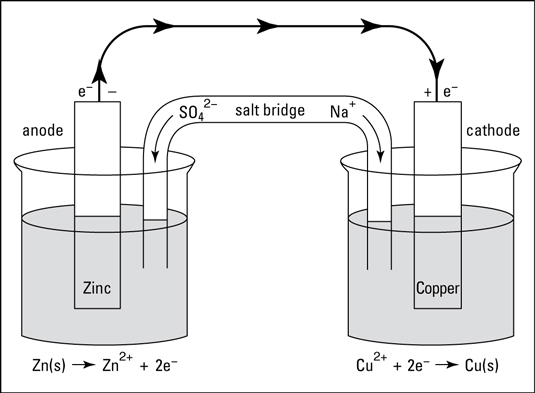 e⁻ −
+ e⁻
SO₄²⁻ salt bridge Na⁺
anode
cathode
Zinc
Copper
Zn(s) → Zn²⁺ + 2e⁻
Cu²⁺ + 2e⁻ → Cu(s)